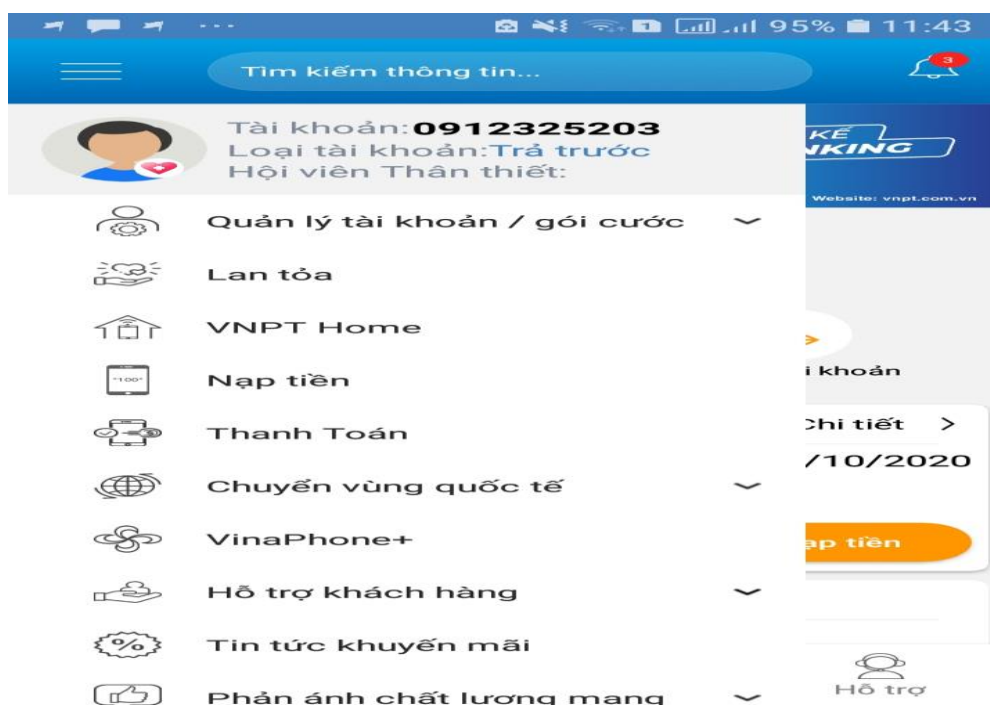 95% 11:43
Tìm kiếm thông tin...
3
Tài khoản:0912325203
Loại tài khoản:Trả trước
Hội viên Thân thiết:
KẾ
NKING
Website: vnpt.com.vn
Quản lý tài khoản / gói cước
Lan tỏa
VNPT Home
Nạp tiền
*100*
i khoản
Thanh Toán
Chi tiết >
/10/2020
Chuyển vùng quốc tế
VinaPhone+
ạp tiền
Hỗ trợ khách hàng
Tin tức khuyến mãi
Phản ánh chất lượng mạng
Hỗ trợ